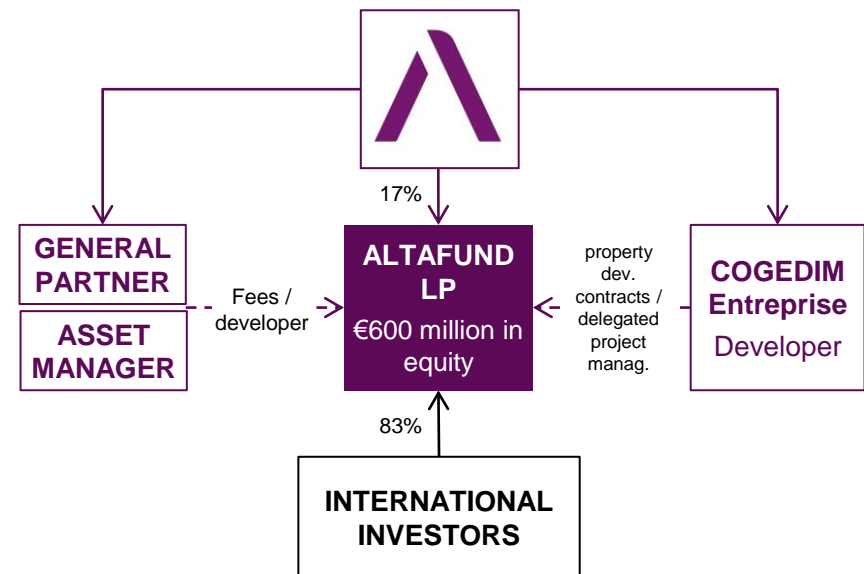 17%
GENERAL
PARTNER
ASSET
MANAGER
Fees /
developer
ALTAFUND
LP
€600 million in
equity
property
dev.
contracts /
delegated
project
manag.
COGEDIM
Entreprise
Developer
83%
INTERNATIONAL
INVESTORS